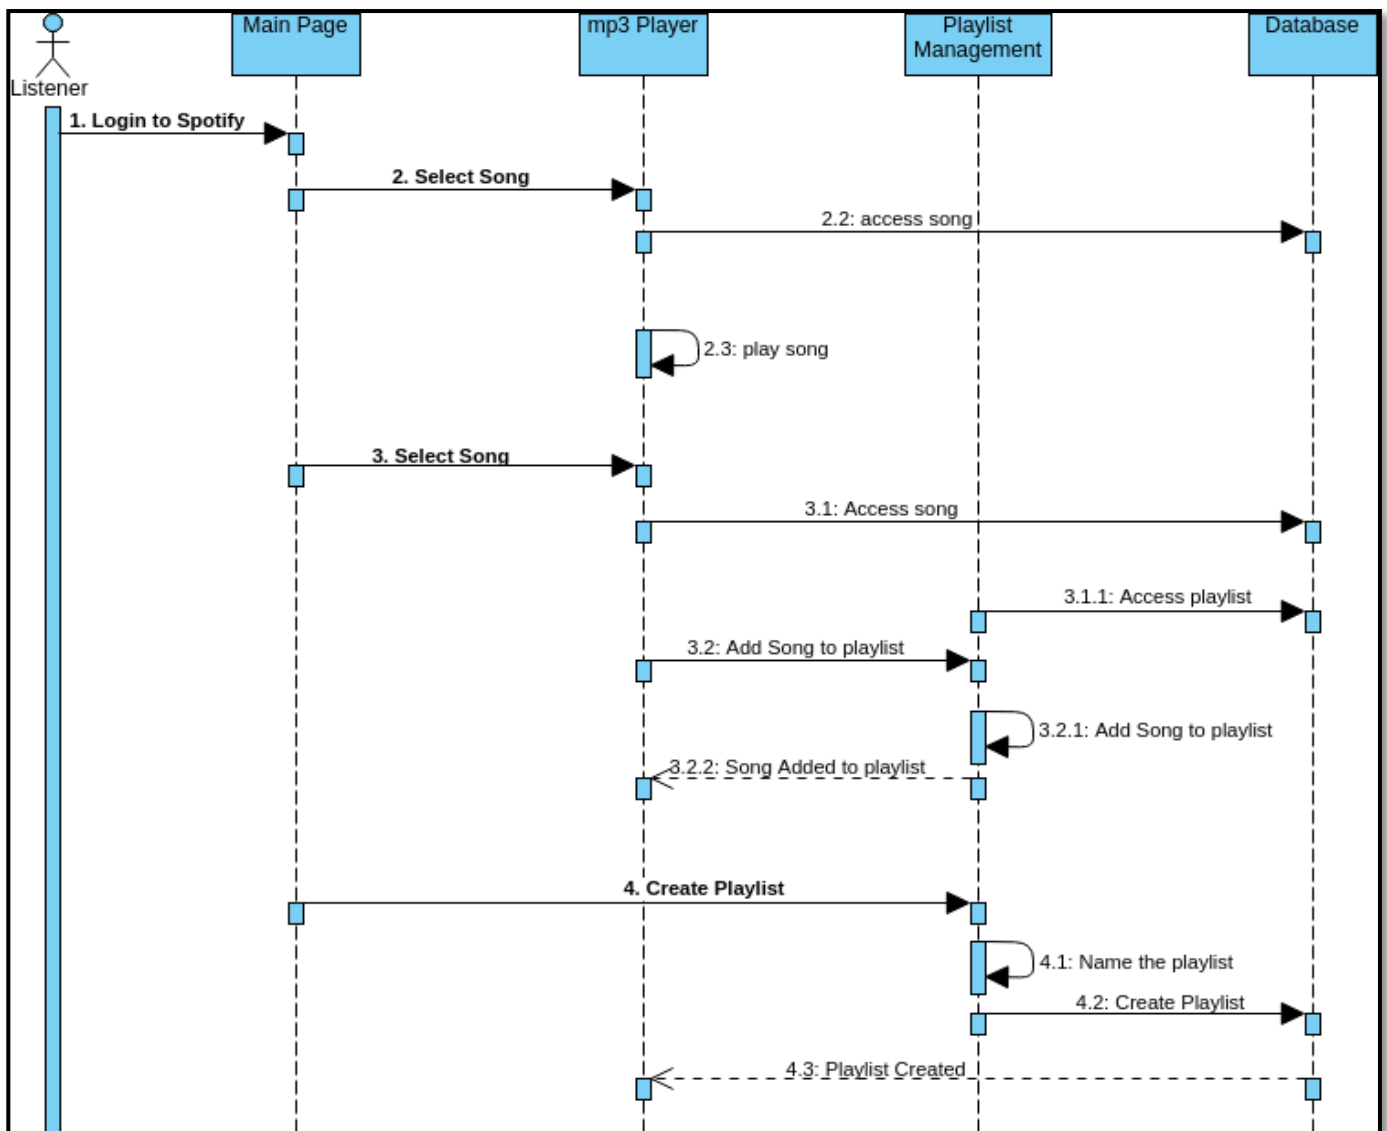 Main Page
mp3 Player
Playlist
Management
Database
Listener
1. Login to Spotify
2. Select Song
2.2: access song
2.3: play song
3. Select Song
3.1: Access song
3.1.1: Access playlist
3.2: Add Song to playlist
3.2.1: Add Song to playlist
3.2.2: Song Added to playlist
4. Create Playlist
4.1: Name the playlist
4.2: Create Playlist
4.3: Playlist Created